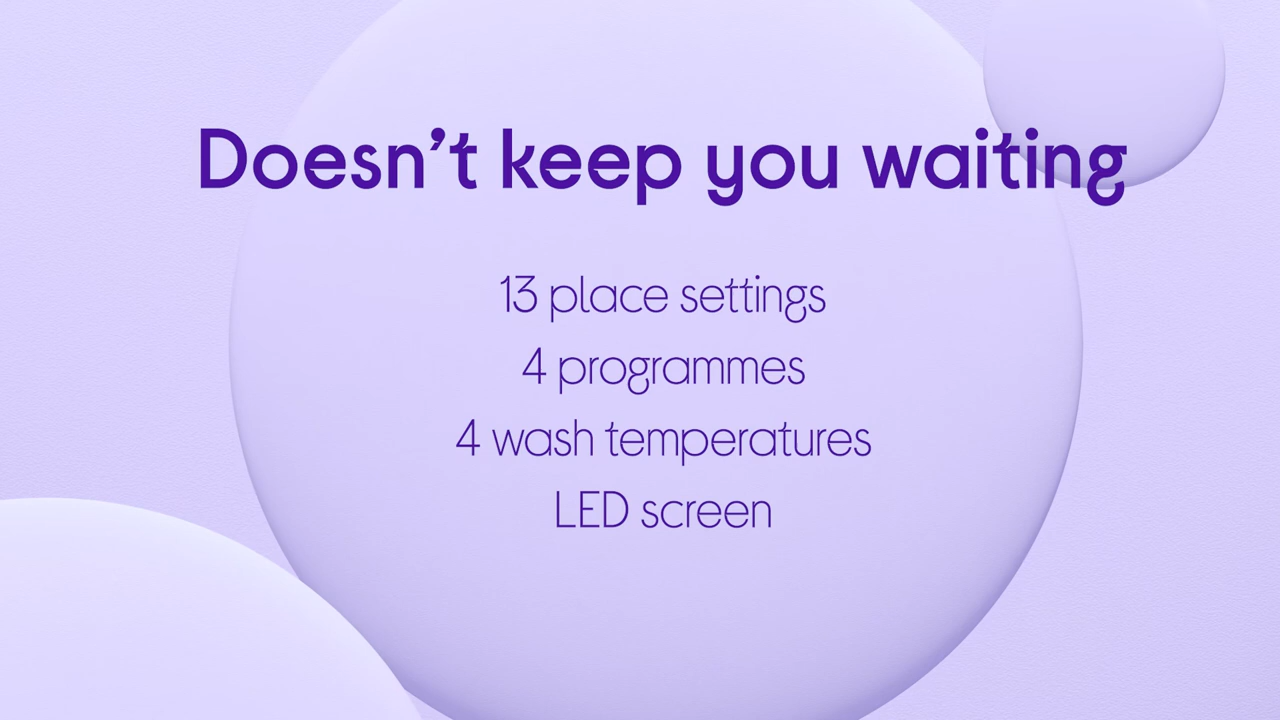 Doesn’t keep you waiting
13 place settings
4 programmes
4 wash temperatures
LED screen